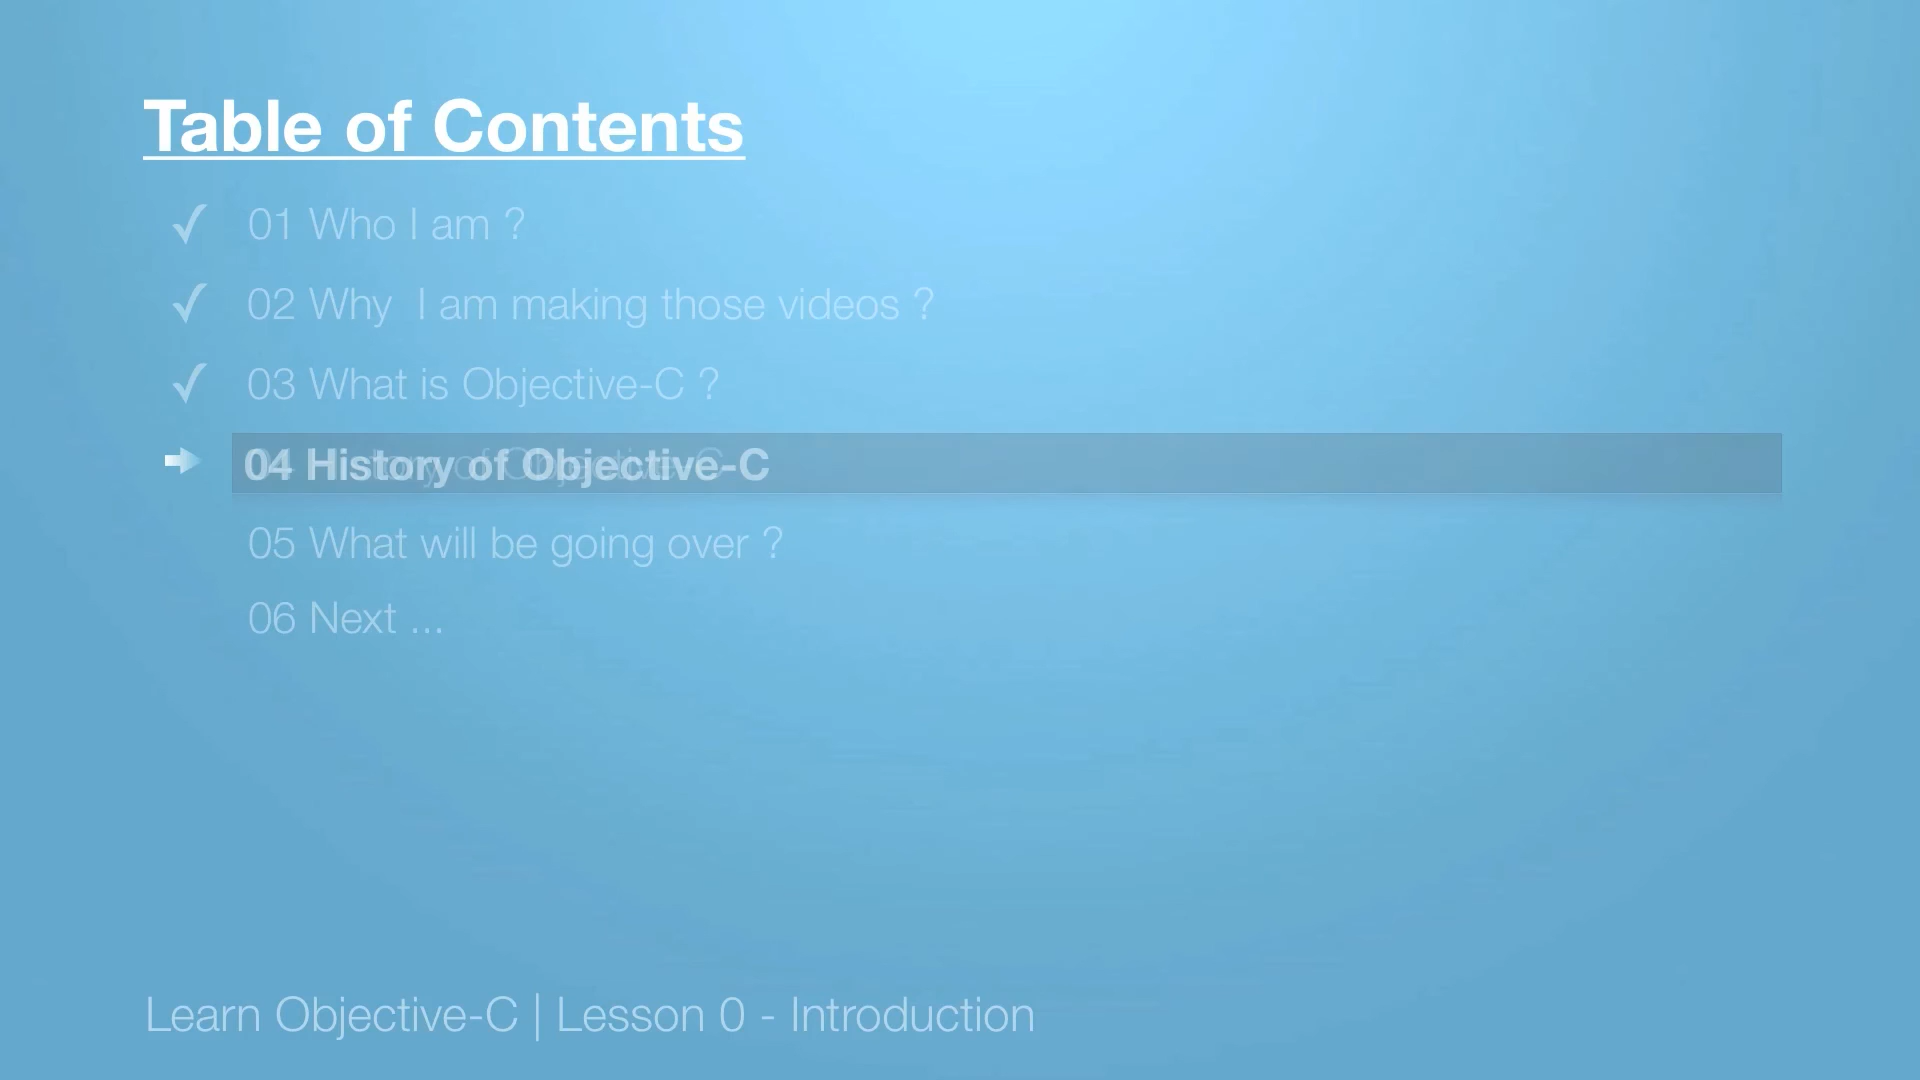 Table of Contents
01 Who I am ?
02 Why  I am making those videos ?
03 What is Objective-C ?
04 History of Objective-C
05 What will be going over ?
06 Next ...
Learn Objective-C | Lesson 0 - Introduction